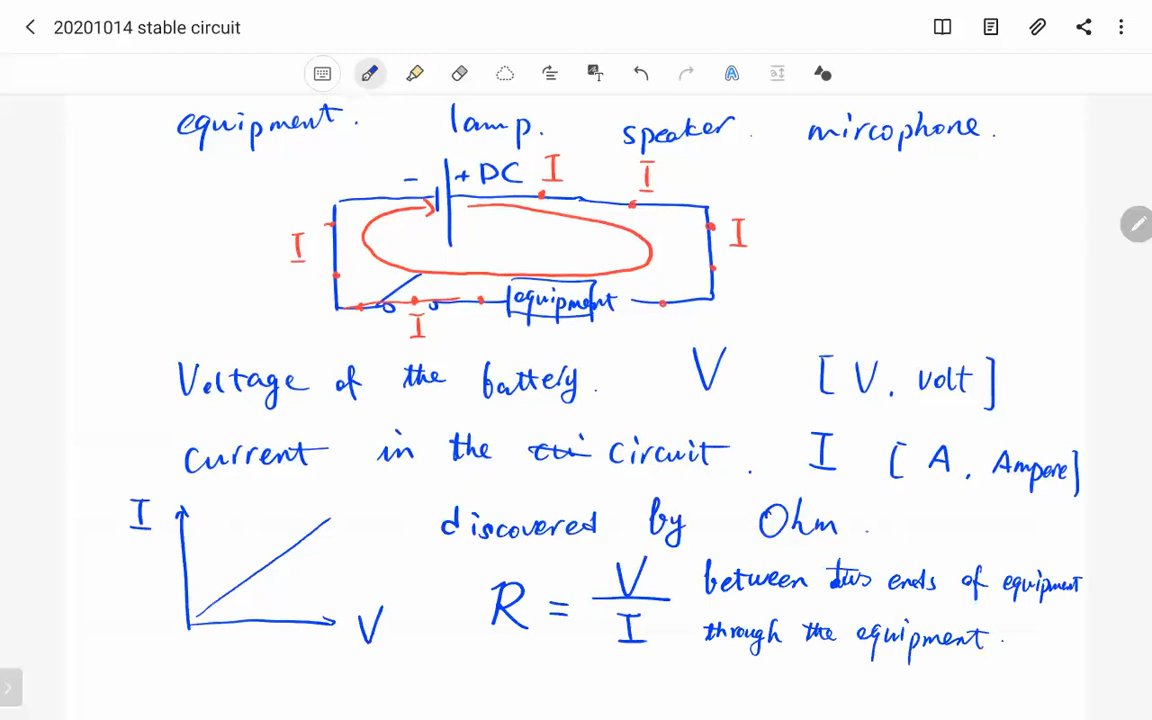 20201014 stable circuit
equipment. lamp. speaker. mircophone.
- + DC I I
I I
equipment
I
Voltage of the battery. V [V. volt]
current in the circuit. I [A. Ampere]
I discovered by Ohm.
R = V / I between two ends of equipment
V through the equipment.